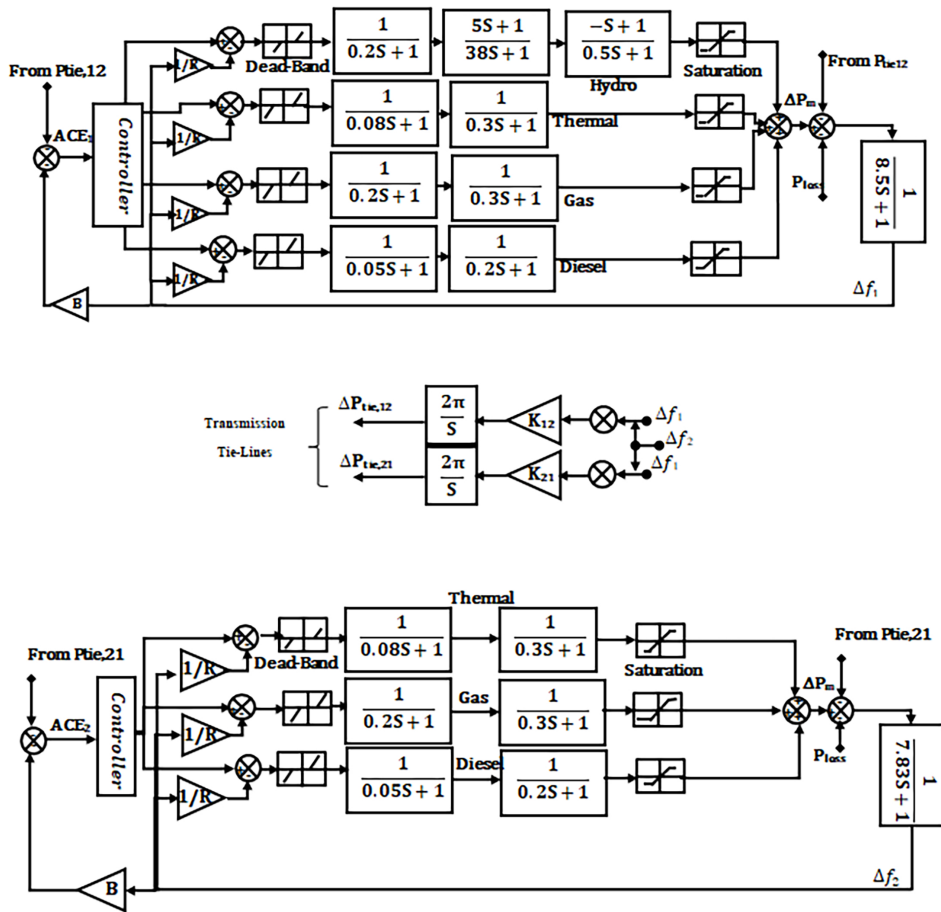 From Ptie,12
ACE₁
Controller
1/R
Dead-Band
1 / 0.2S + 1
5S + 1 / 38S + 1
-S + 1 / 0.5S + 1
Hydro
Saturation
From Ptie12
1/R
1 / 0.08S + 1
1 / 0.3S + 1
Thermal
ΔPm
1/R
1 / 0.2S + 1
1 / 0.3S + 1
Gas
Ploss
1 / 8.5S + 1
1/R
1 / 0.05S + 1
1 / 0.2S + 1
Diesel
B
Δf₁
Transmission
Tie-Lines
ΔPtie,12
2π / S
K12
Δf₁
Δf₂
ΔPtie,21
2π / S
K21
Δf₁
Thermal
From Ptie,21
ACE₂
Controller
1/R
Dead-Band
1 / 0.08S + 1
1 / 0.3S + 1
Saturation
From Ptie,21
1/R
1 / 0.2S + 1
Gas
1 / 0.3S + 1
ΔPm
Ploss
1/R
1 / 0.05S + 1
Diesel
1 / 0.2S + 1
1 / 7.83S + 1
B
Δf₂